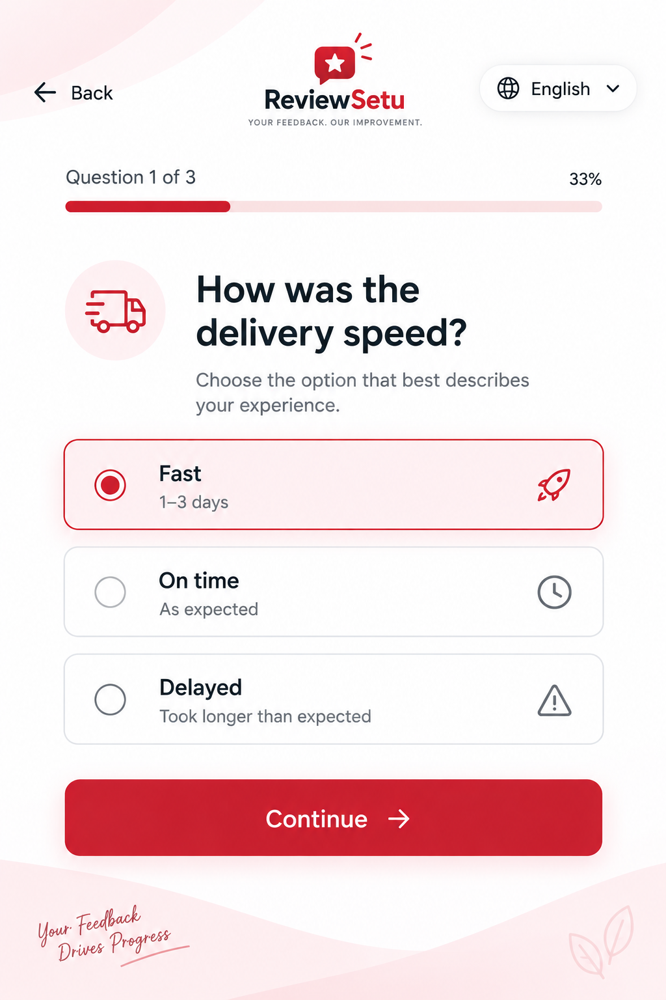 Back
ReviewSetu
YOUR FEEDBACK. OUR IMPROVEMENT.
English
Question 1 of 3
33%
How was the
delivery speed?
Choose the option that best describes
your experience.
Fast
1–3 days
On time
As expected
Delayed
Took longer than expected
Continue
Your Feedback
Drives Progress